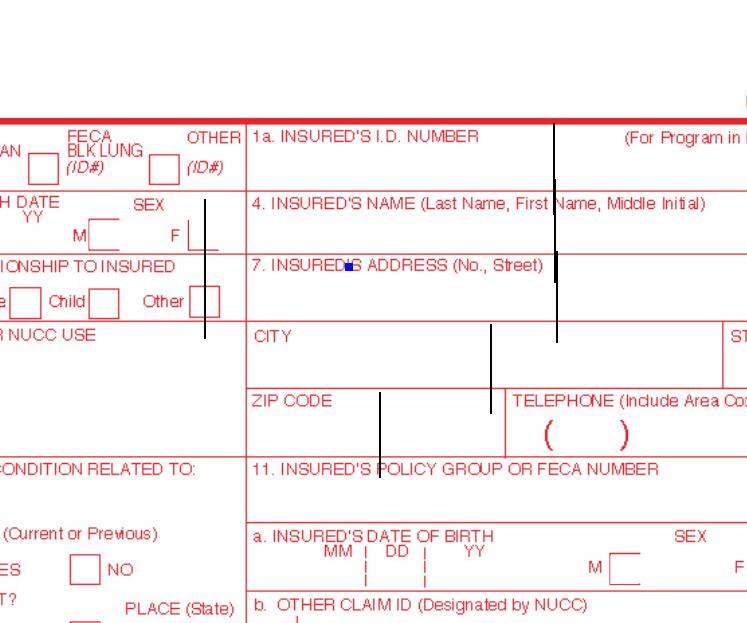 AN FECA BLK LUNG (ID#) OTHER (ID#)
1a. INSURED'S I.D. NUMBER (For Program in
H DATE YY SEX M F
4. INSURED'S NAME (Last Name, First Name, Middle Initial)
IONSHIP TO INSURED
e Child Other
7. INSURED'S ADDRESS (No., Street)
R NUCC USE
CITY ST
ZIP CODE
TELEPHONE (Include Area Co
( )
CONDITION RELATED TO:
11. INSURED'S POLICY GROUP OR FECA NUMBER
(Current or Previous)
ES NO
a. INSURED'S DATE OF BIRTH SEX
MM DD YY M F
T? PLACE (State)
b. OTHER CLAIM ID (Designated by NUCC)